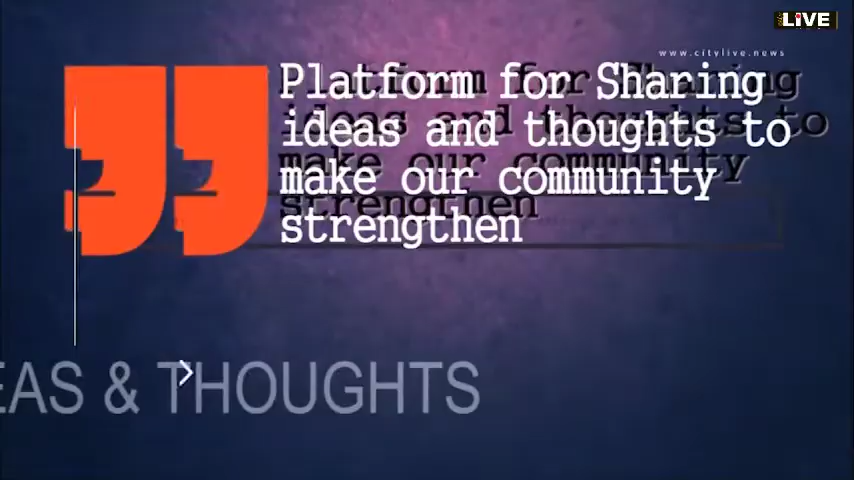 LIVE
www.citylive.news
Platform for Sharing
ideas and thoughts to
make our community
strengthen
EAS & THOUGHTS